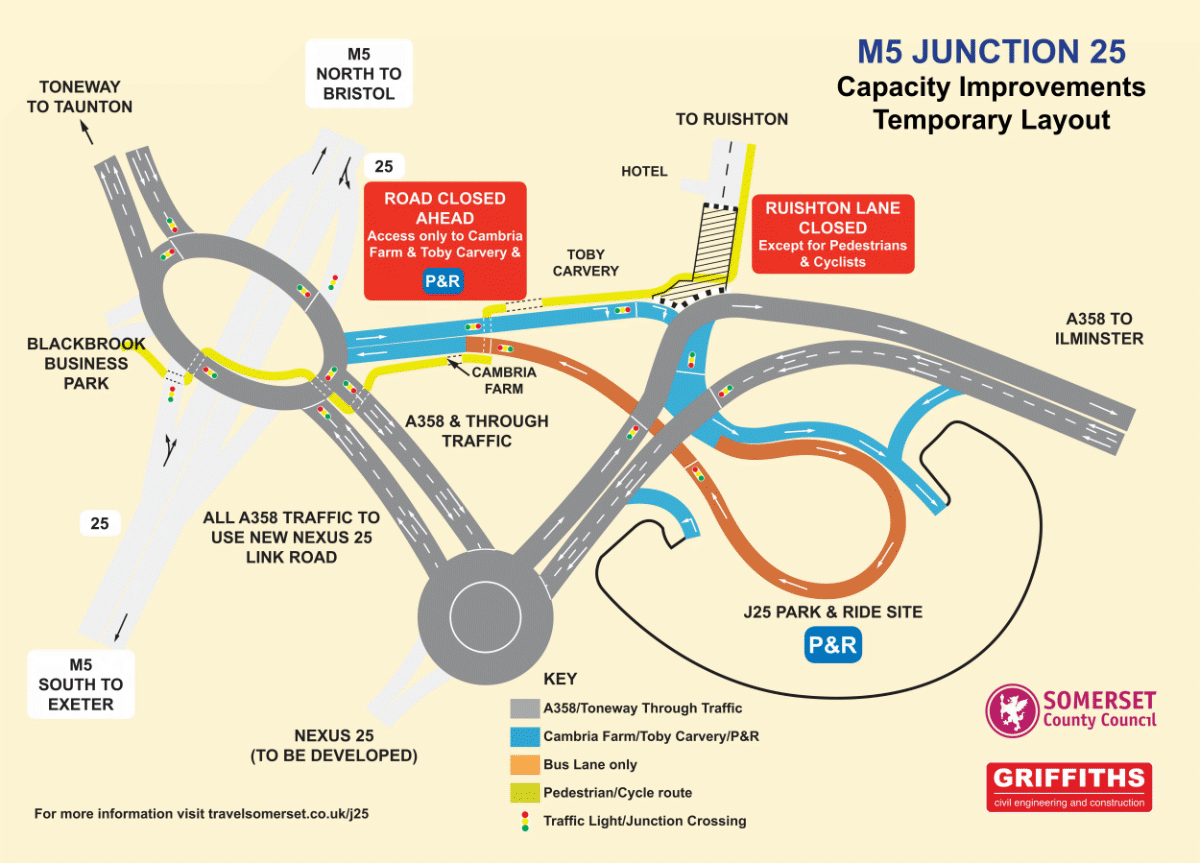 M5 JUNCTION 25
Capacity Improvements
Temporary Layout
M5
NORTH TO
BRISTOL
TONEWAY
TO TAUNTON
TO RUISHTON
25
HOTEL
ROAD CLOSED
AHEAD
Access only to Cambria
Farm & Toby Carvery &
P&R
RUISHTON LANE
CLOSED
Except for Pedestrians
& Cyclists
TOBY
CARVERY
A358 TO
ILMINSTER
BLACKBROOK
BUSINESS
PARK
CAMBRIA
FARM
A358 & THROUGH
TRAFFIC
25
ALL A358 TRAFFIC TO
USE NEW NEXUS 25
LINK ROAD
J25 PARK & RIDE SITE
P&R
M5
SOUTH TO
EXETER
KEY
A358/Toneway Through Traffic
Cambria Farm/Toby Carvery/P&R
Bus Lane only
Pedestrian/Cycle route
Traffic Light/Junction Crossing
NEXUS 25
(TO BE DEVELOPED)
SOMERSET
County Council
GRIFFITHS
civil engineering and construction
For more information visit travelsomerset.co.uk/j25